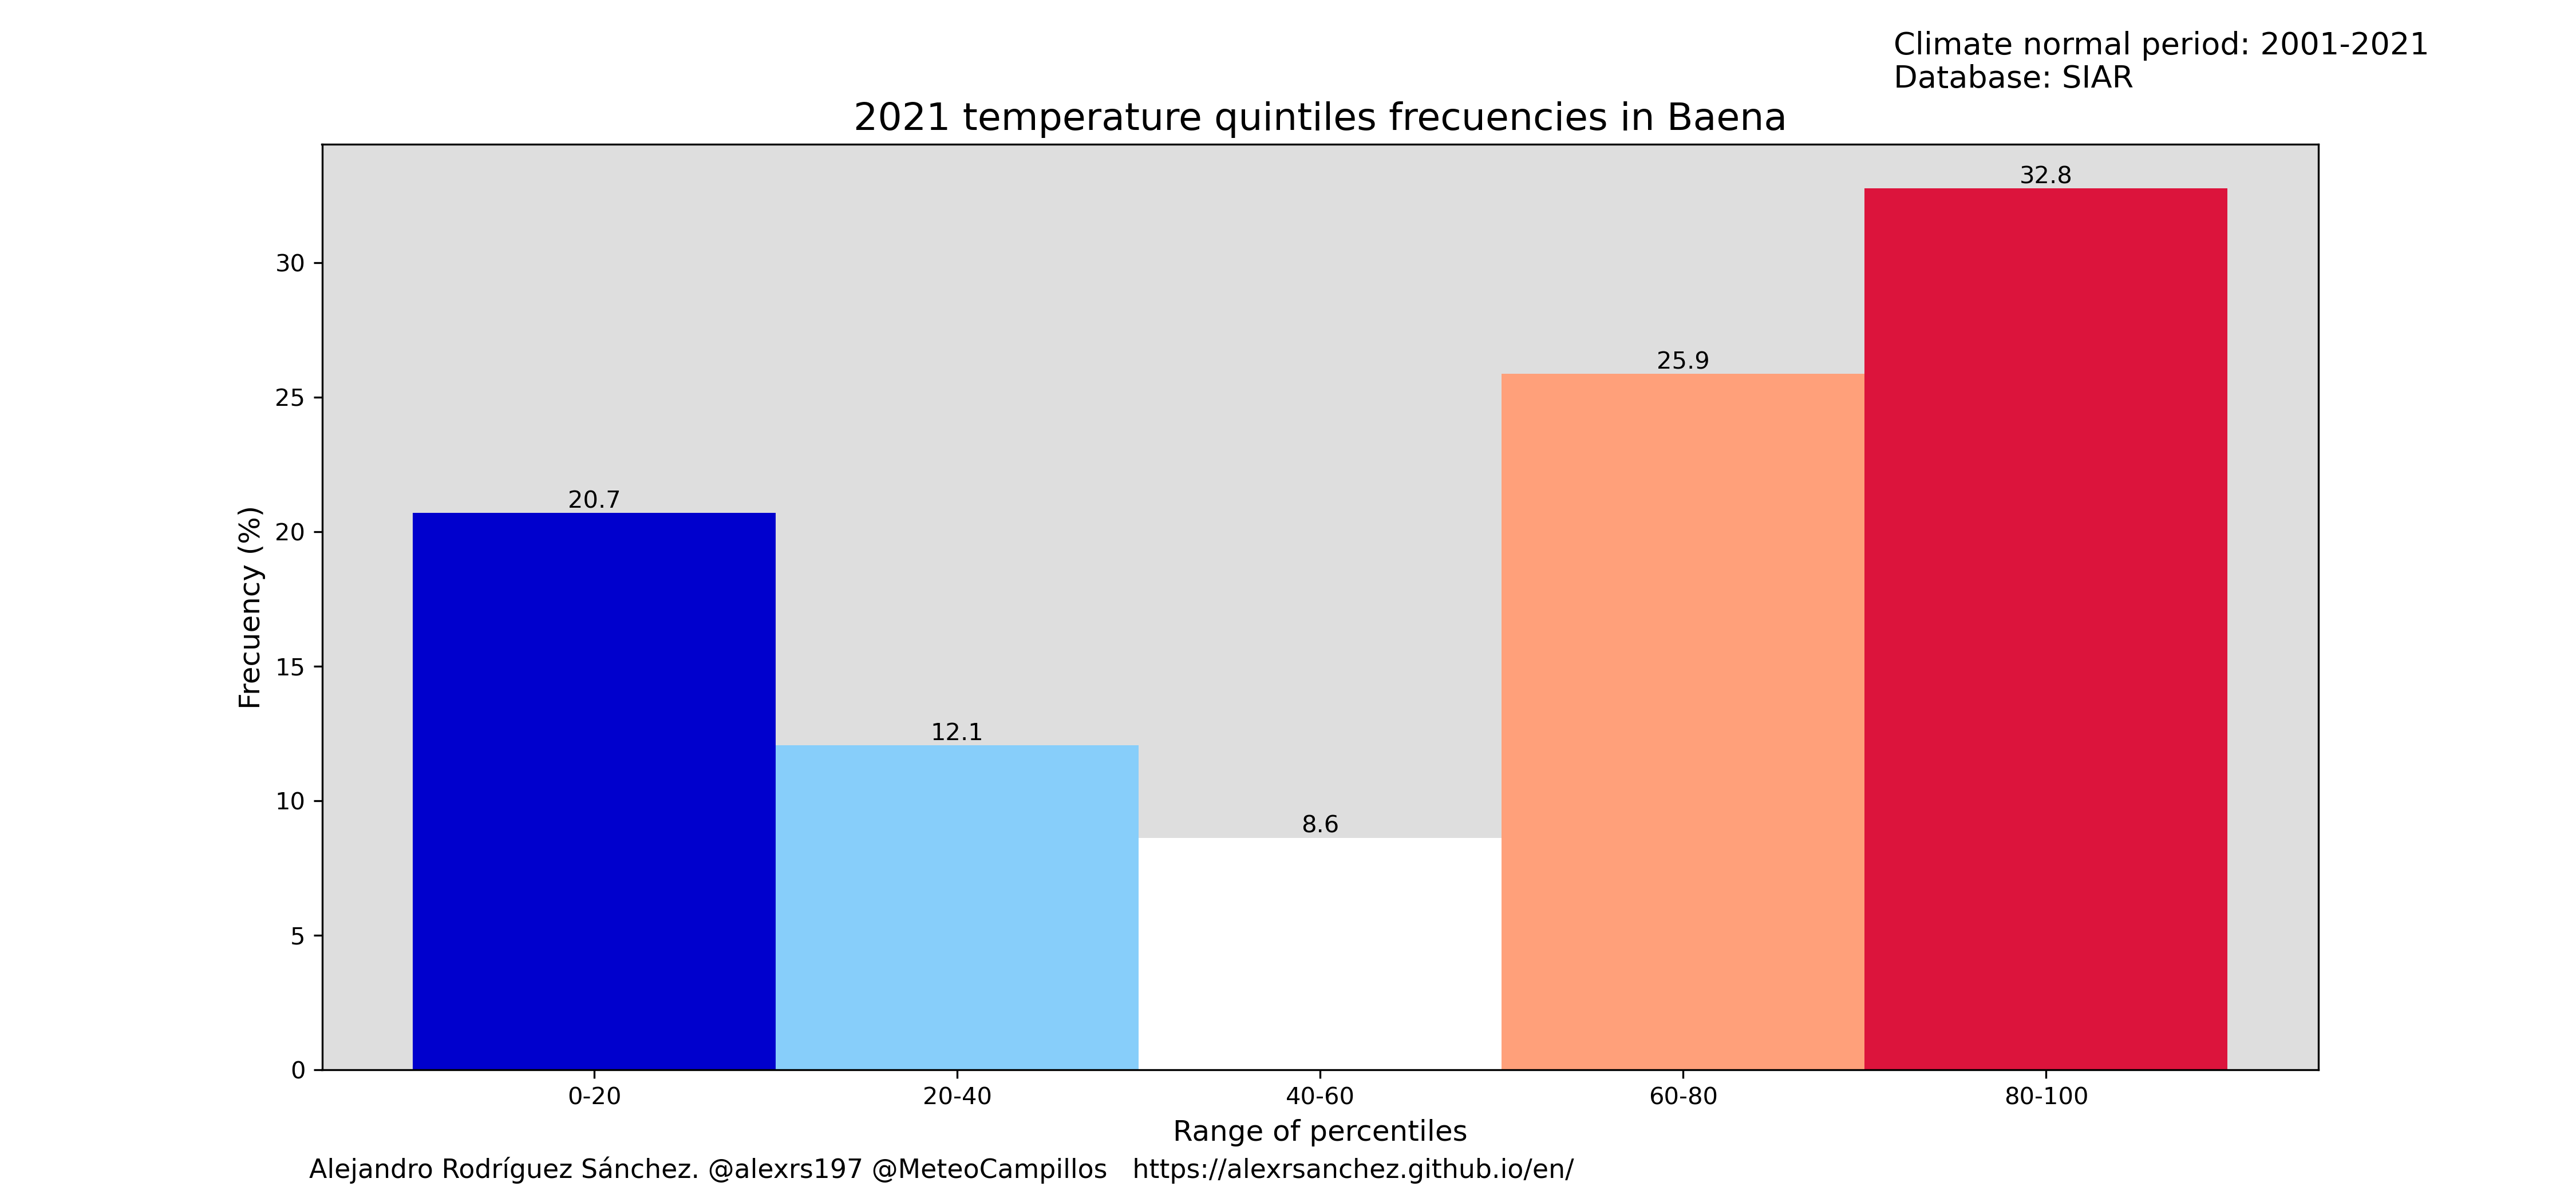 Climate normal period: 2001-2021
Database: SIAR
2021 temperature quintiles frecuencies in Baena
32.8
30
25.9
25
20.7
20
Frecuency (%)
15
12.1
10
8.6
5
0
0-20 20-40 40-60 60-80 80-100
Range of percentiles
Alejandro Rodríguez Sánchez. @alexrs197 @MeteoCampillos https://alexrsanchez.github.io/en/